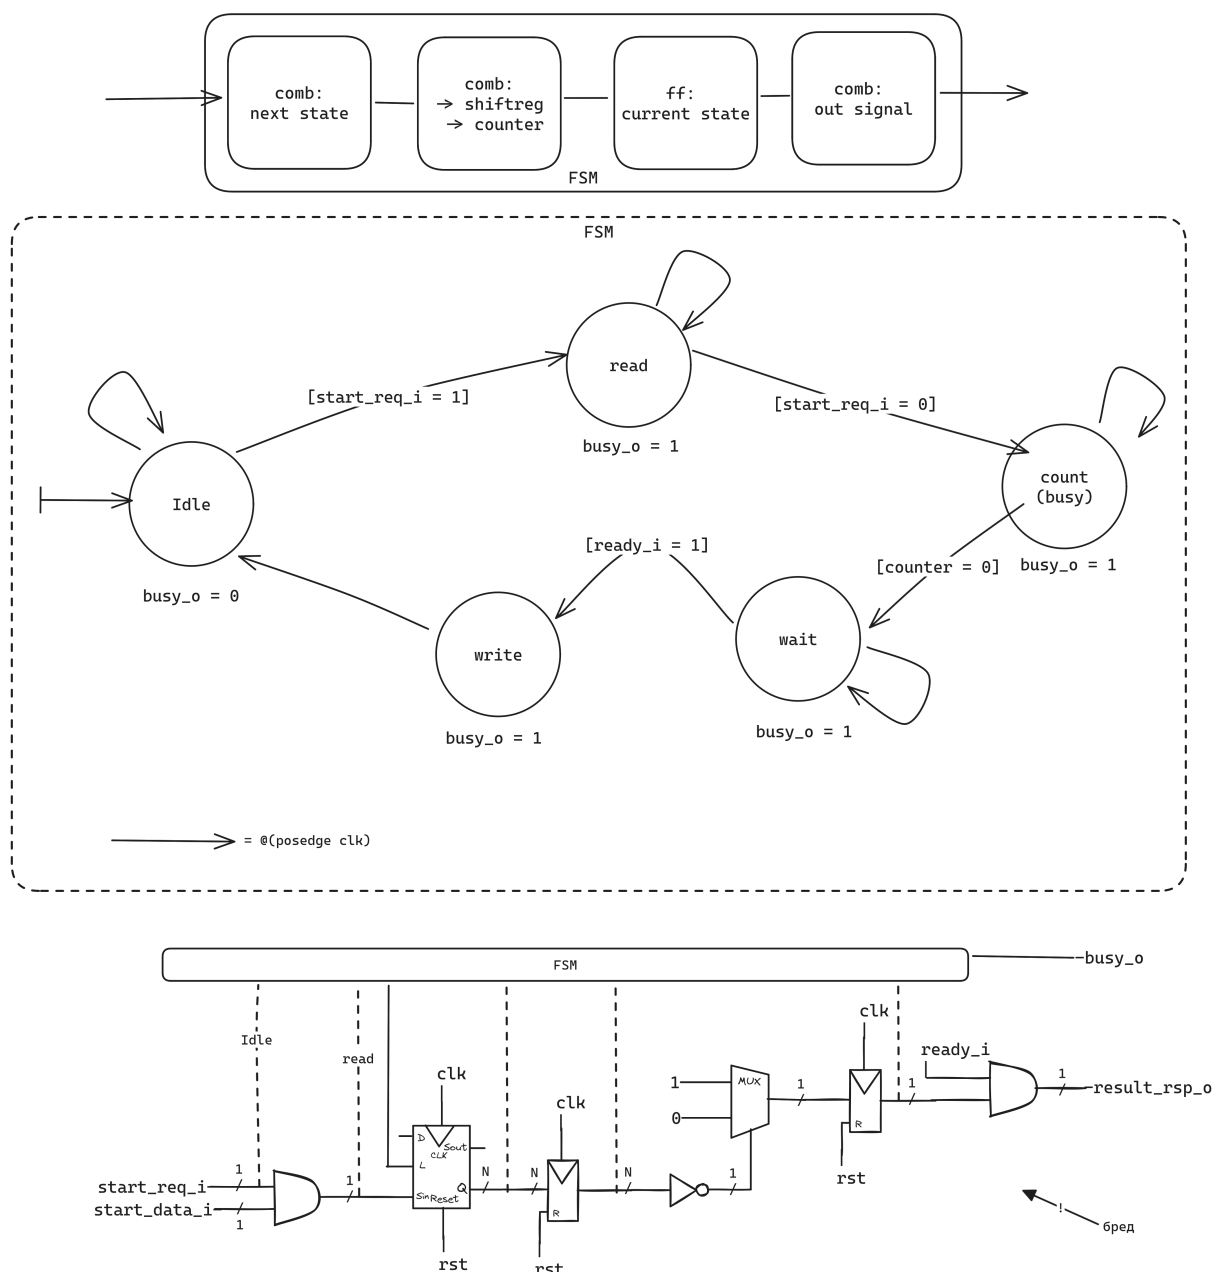 comb:
next state
comb:
→ shiftreg
→ counter
ff:
current state
comb:
out signal
FSM
FSM
read
[start_req_i = 1]
[start_req_i = 0]
busy_o = 1
Idle
count
(busy)
[ready_i = 1]
[counter = 0]
busy_o = 1
busy_o = 0
write
wait
busy_o = 1
busy_o = 1
= @(posedge clk)
FSM
busy_o
clk
Idle
ready_i
read
clk
1
MUX
1
1
1
result_rsp_o
clk
0
D
CLK
Sout
R
L
rst
1
N
N
N
1
1
start_req_i
Sin
Reset
Q
start_data_i
1
R
!
бред
rst
rst